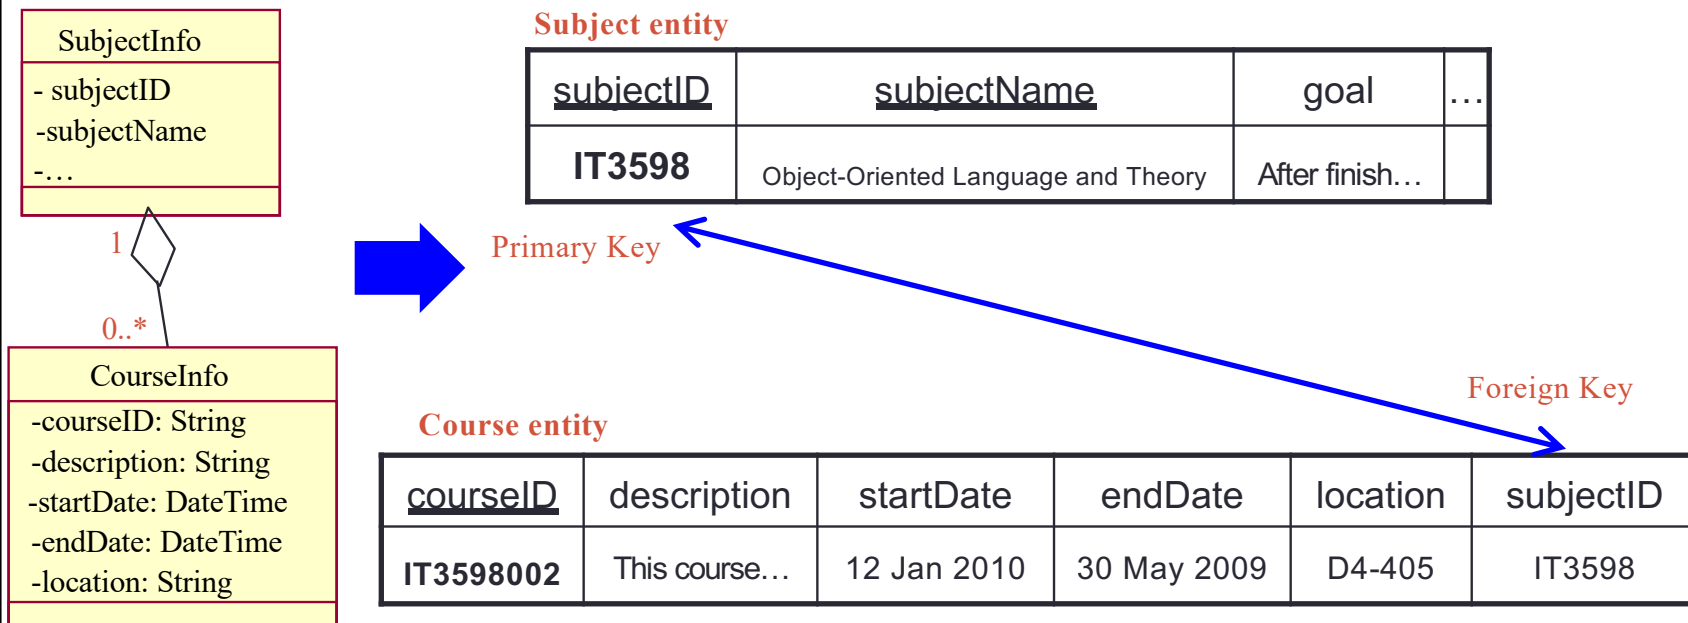 SubjectInfo
- subjectID
-subjectName
-…
1
0..*
CourseInfo
-courseID: String
-description: String
-startDate: DateTime
-endDate: DateTime
-location: String
Subject entity
subjectID subjectName goal …
IT3598 Object-Oriented Language and Theory After finish…
Primary Key
Foreign Key
Course entity
courseID description startDate endDate location subjectID
IT3598002 This course… 12 Jan 2010 30 May 2009 D4-405 IT3598